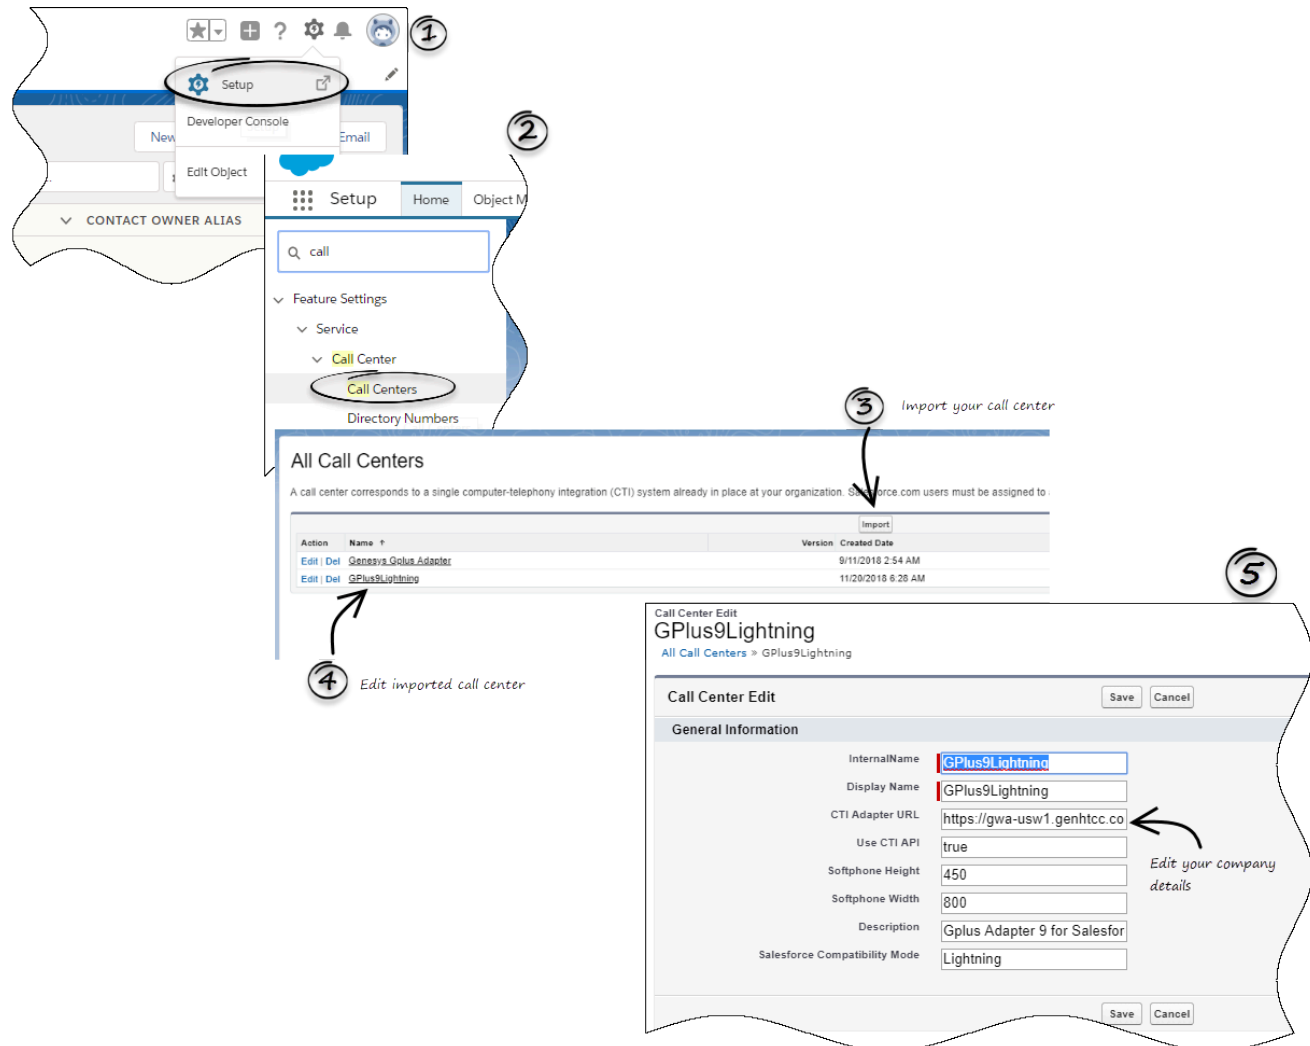 1
Setup
Developer Console
New
Email
Edit Object
CONTACT OWNER ALIAS
2
Setup Home Object M
call
Feature Settings
Service
Call Center
Call Centers
Directory Numbers
3 Import your call center
All Call Centers
A call center corresponds to a single computer-telephony integration (CTI) system already in place at your organization. Salesforce.com users must be assigned to
Import
Action Name ↑ Version Created Date
Edit | Del Genesys Gplus Adapter 9/11/2018 2:54 AM
Edit | Del GPlus9Lightning 11/20/2018 6:28 AM
4 Edit imported call center
5
Call Center Edit
GPlus9Lightning
All Call Centers » GPlus9Lightning
Call Center Edit Save Cancel
General Information
InternalName GPlus9Lightning
Display Name GPlus9Lightning
CTI Adapter URL https://gwa-usw1.genhtcc.co
Use CTI API true
Edit your company
details
Softphone Height 450
Softphone Width 800
Description Gplus Adapter 9 for Salesfor
Salesforce Compatibility Mode Lightning
Save Cancel